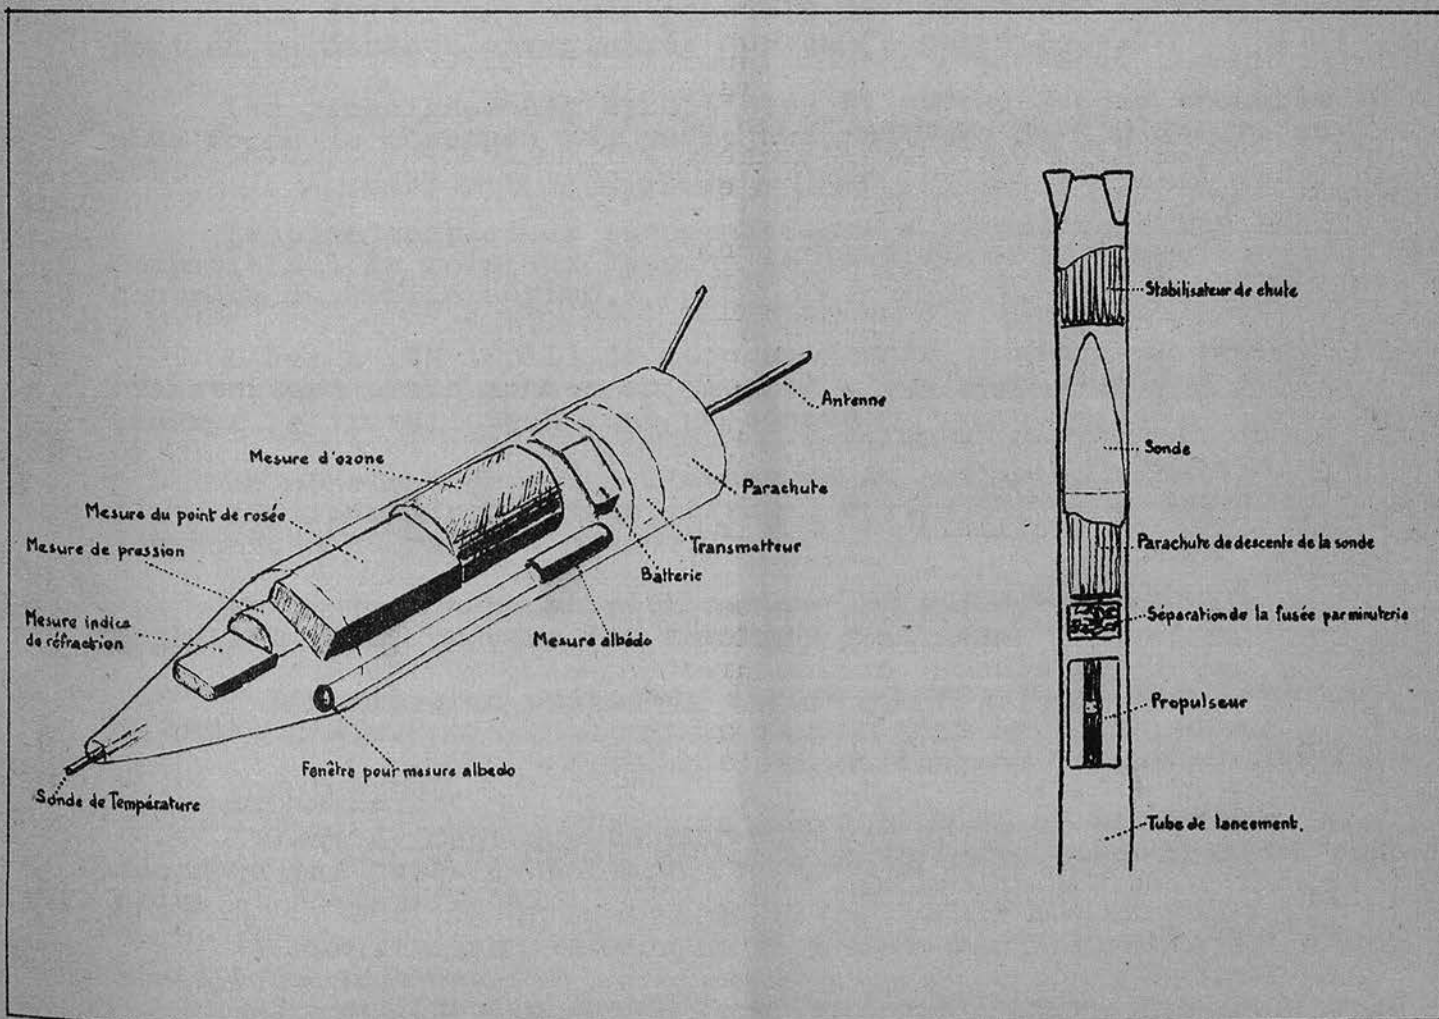 Antenne
Mesure d'ozone
Parachute
Mesure du point de rosée
Mesure de pression
Transmetteur
Bátterie
Mesure indice
de réfraction
Mesure albédo
Fenêtre pour mesure albedo
Sonde de Température
Stabilisateur de chute
Sonde
Parachute de descente de la sonde
Séparation de la fusée par minuterie
Propulseur
Tube de lancement.